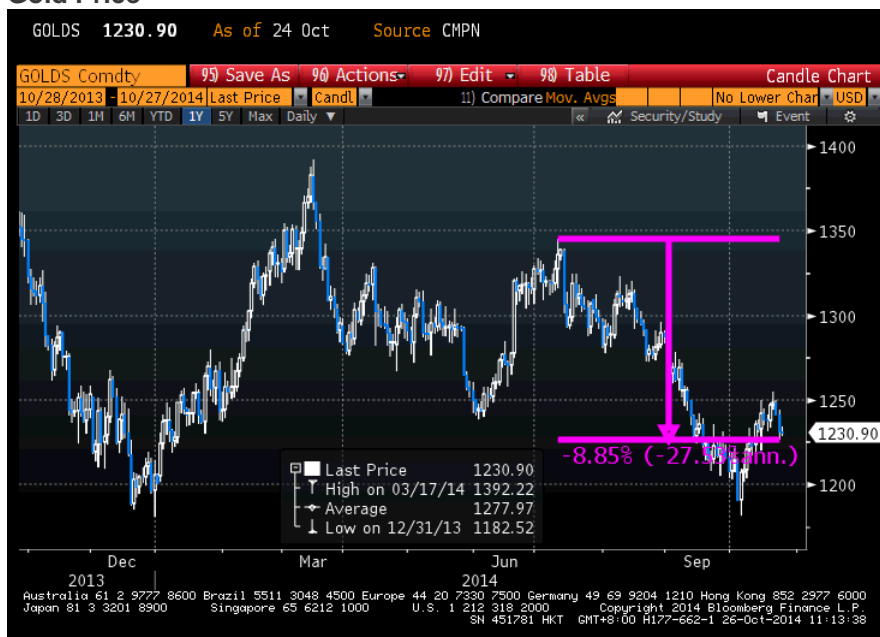 Gold Price
GOLDS 1230.90 As of 24 Oct Source CMPN
GOLDS Comdty 95) Save As 96) Actions 97) Edit 98) Table Candle Chart
10/28/2013 - 10/27/2014 Last Price Candl 11) Compare Mov. Avgs No Lower Char USD
1D 3D 1M 6M YTD 1Y 5Y Max Daily ▼ « Security/Study Event
1400
1350
1300
1250
1230.90
-8.85% ann.)
1200
Last Price 1230.90
High on 03/17/14 1392.22
Average 1277.97
Low on 12/31/13 1182.52
Dec Mar Jun Sep
2013 2014
Australia 61 2 9777 8600 Brazil 5511 3048 4500 Europe 44 20 7330 7500 Germany 49 69 9204 1210 Hong Kong 852 2977 6000
Japan 81 3 3201 8900 Singapore 65 6212 1000 U.S. 1 212 318 2000 Copyright 2014 Bloomberg Finance L.P.
SN 451781 HKT GMT+8:00 H177-662-1 26-Oct-2014 11:13:38